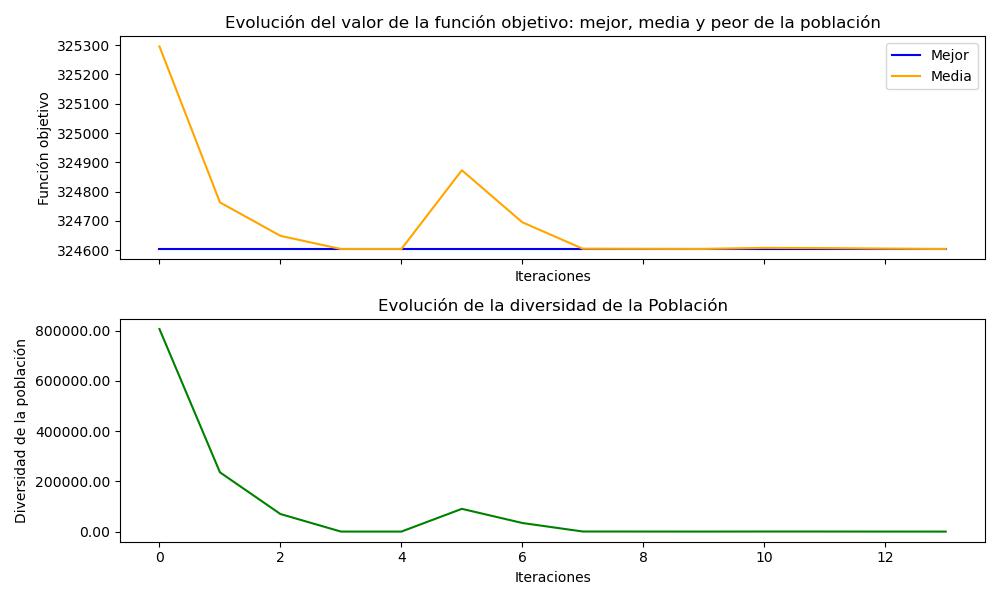 Evolución del valor de la función objetivo: mejor, media y peor de la población
Función objetivo
325300
325200
325100
325000
324900
324800
324700
324600
Mejor
Media
Iteraciones
Evolución de la diversidad de la Población
Diversidad de la población
800000.00
600000.00
400000.00
200000.00
0.00
0 2 4 6 8 10 12
Iteraciones